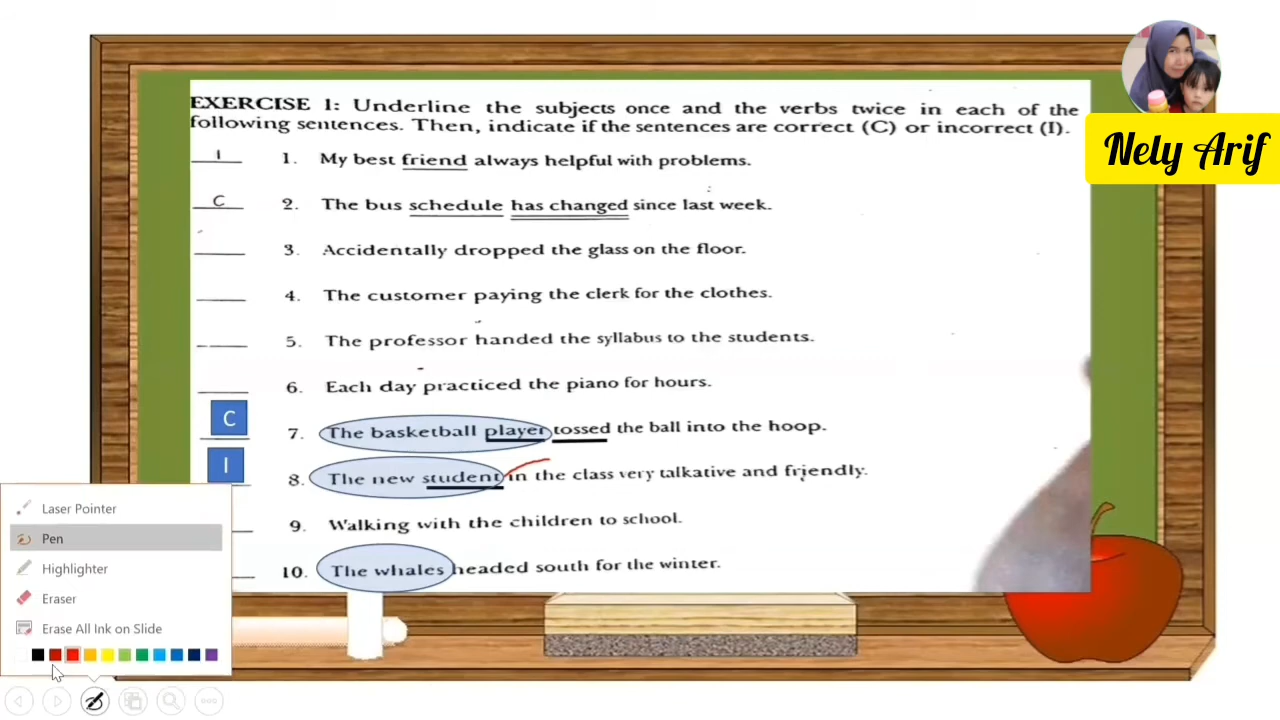 EXERCISE 1: Underline the subjects once and the verbs twice in each of the
following sentences. Then, indicate if the sentences are correct (C) or incorrect (I).
Nely Arif
I 1. My best friend always helpful with problems.
C 2. The bus schedule has changed since last week.
3. Accidentally dropped the glass on the floor.
4. The customer paying the clerk for the clothes.
5. The professor handed the syllabus to the students.
6. Each day practiced the piano for hours.
C 7. The basketball player tossed the ball into the hoop.
I 8. The new student in the class very talkative and friendly.
9. Walking with the children to school.
10. The whales headed south for the winter.
Laser Pointer
Pen
Highlighter
Eraser
Erase All Ink on Slide